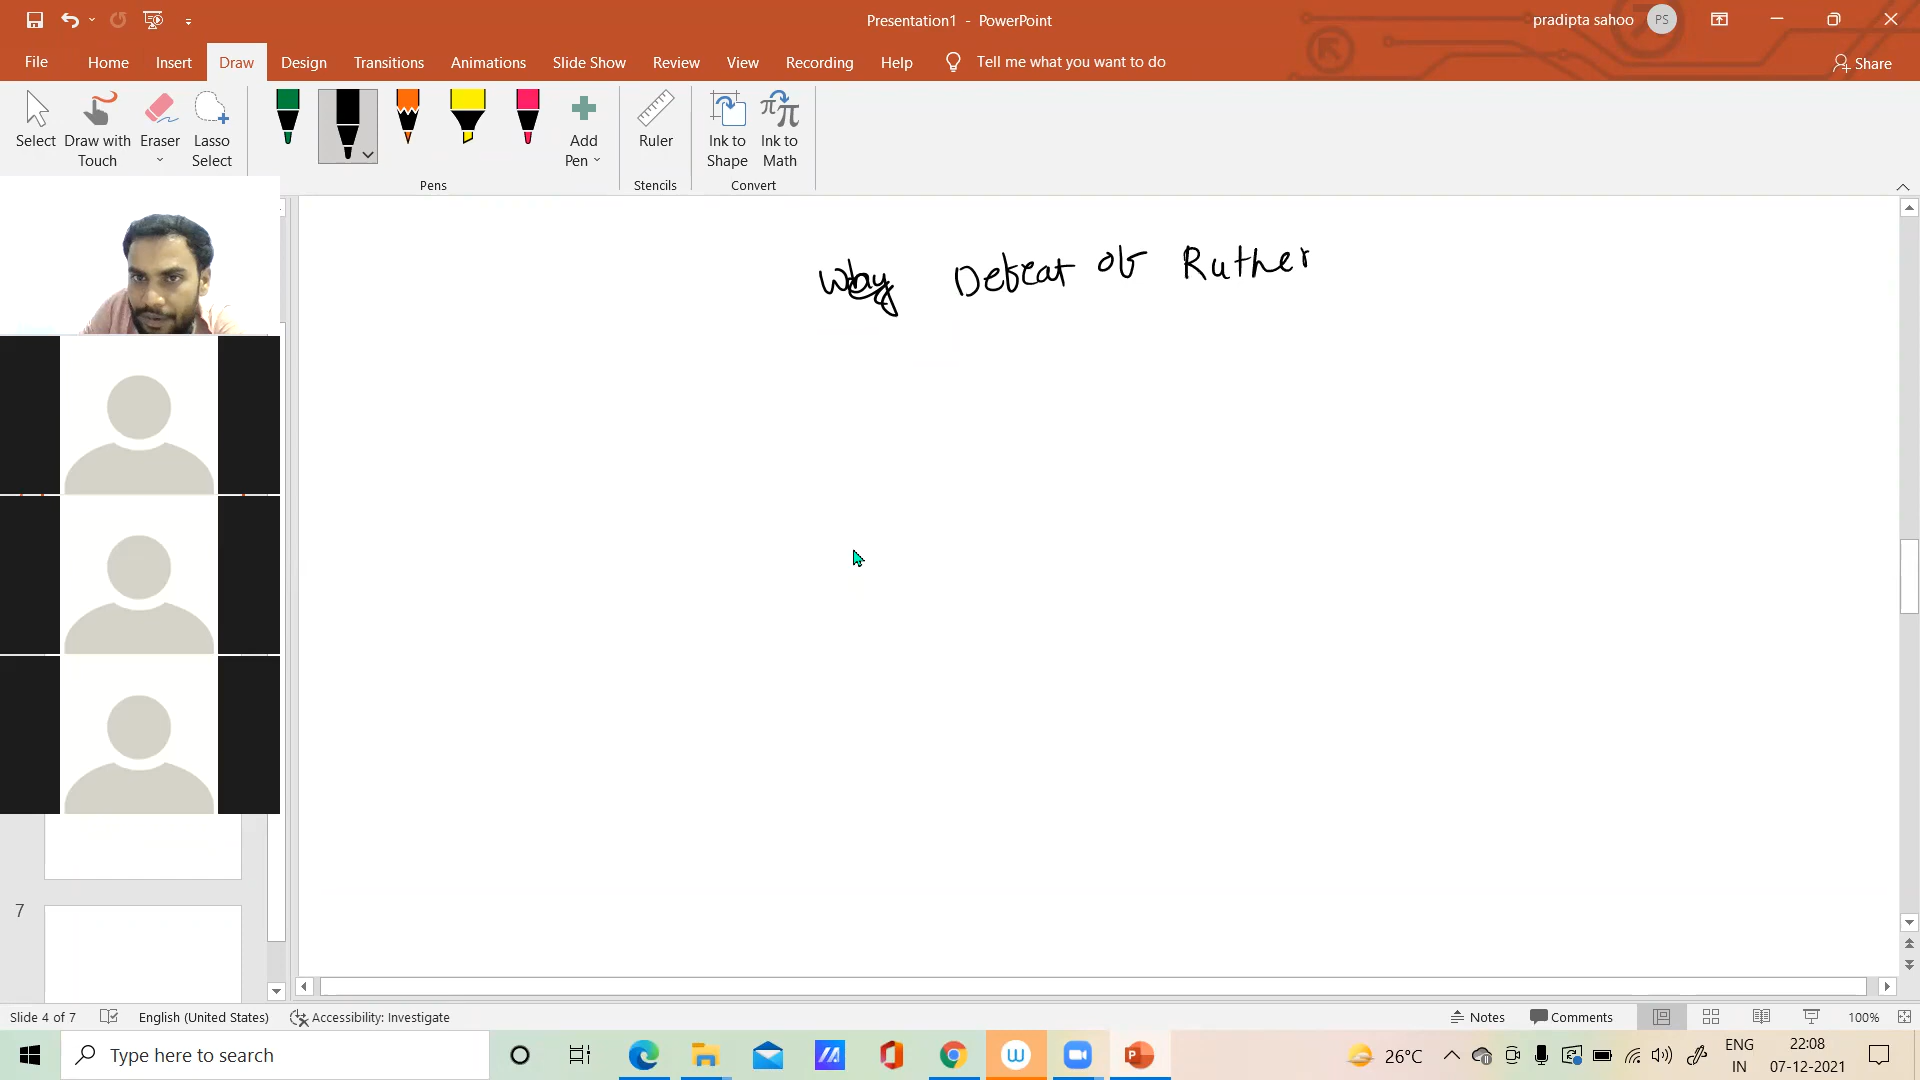 Presentation1 - PowerPoint
pradipta sahoo PS
File Home Insert Draw Design Transitions Animations Slide Show Review View Recording Help Tell me what you want to do Share
Select Draw with Touch Eraser Lasso Select Add Pen Ruler Ink to Shape Ink to Math
Pens Stencils Convert
Why Defeat of Ruther
7
Slide 4 of 7 English (United States) Accessibility: Investigate Notes Comments 100%
Type here to search 26°C ENG IN 22:08 07-12-2021